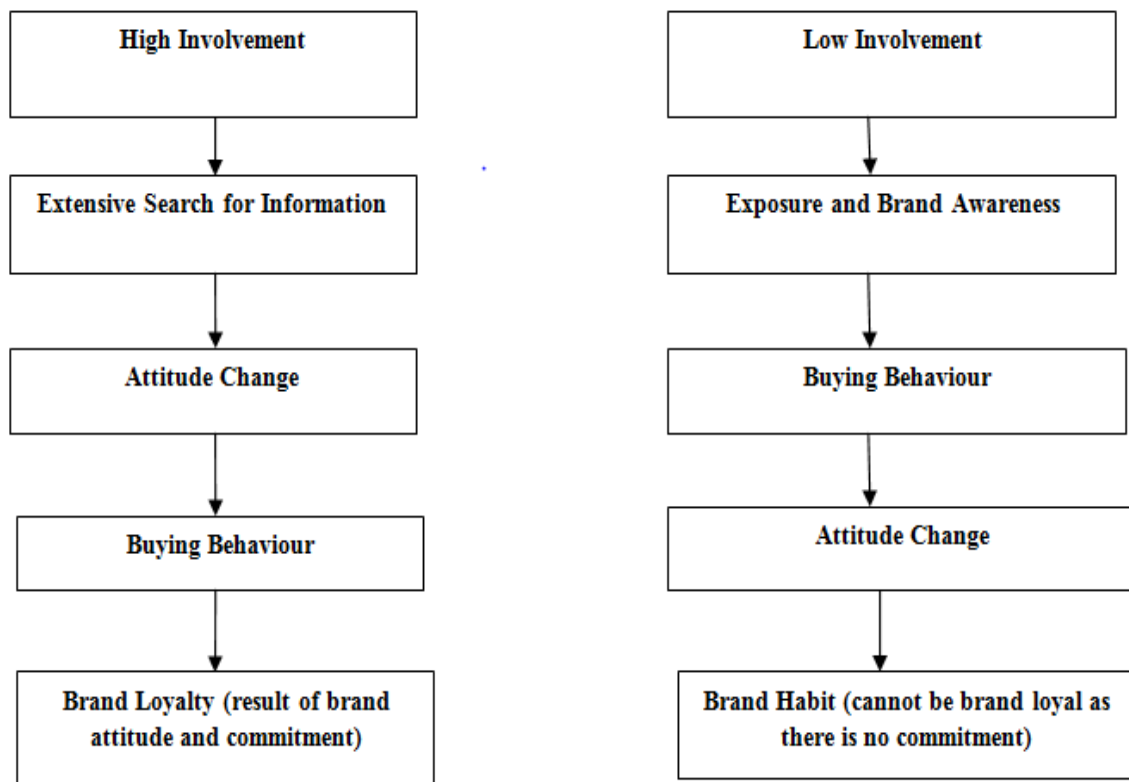 High Involvement
Extensive Search for Information
Attitude Change
Buying Behaviour
Brand Loyalty (result of brand
attitude and commitment)
Low Involvement
Exposure and Brand Awareness
Buying Behaviour
Attitude Change
Brand Habit (cannot be brand loyal as
there is no commitment)